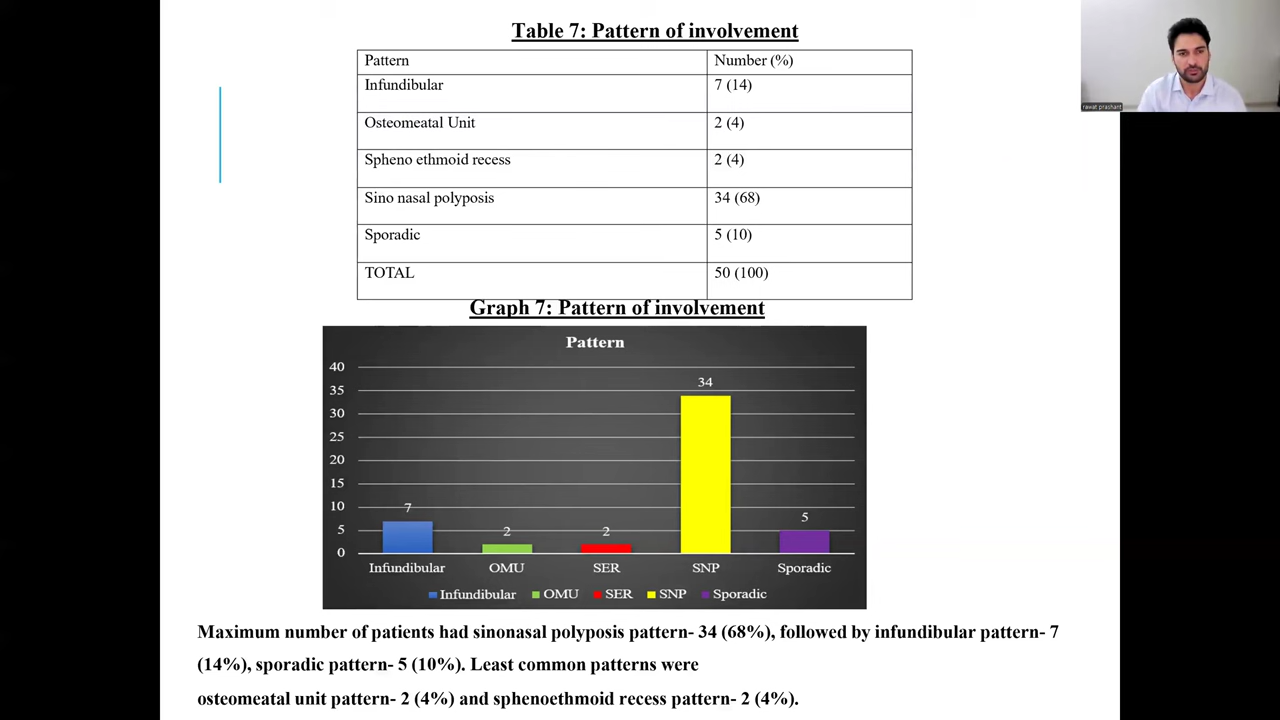 Table 7: Pattern of involvement
Pattern Number (%)
Infundibular 7 (14)
Osteomeatal Unit 2 (4)
Spheno ethmoid recess 2 (4)
Sino nasal polyposis 34 (68)
Sporadic 5 (10)
TOTAL 50 (100)
Graph 7: Pattern of involvement
Pattern
40
35
30
25
20
15
10
5
0
7
2
2
34
5
Infundibular OMU SER SNP Sporadic
Infundibular OMU SER SNP Sporadic
Maximum number of patients had sinonasal polyposis pattern- 34 (68%), followed by infundibular pattern- 7
(14%), sporadic pattern- 5 (10%). Least common patterns were
osteomeatal unit pattern- 2 (4%) and sphenoethmoid recess pattern- 2 (4%).
rawat prashant